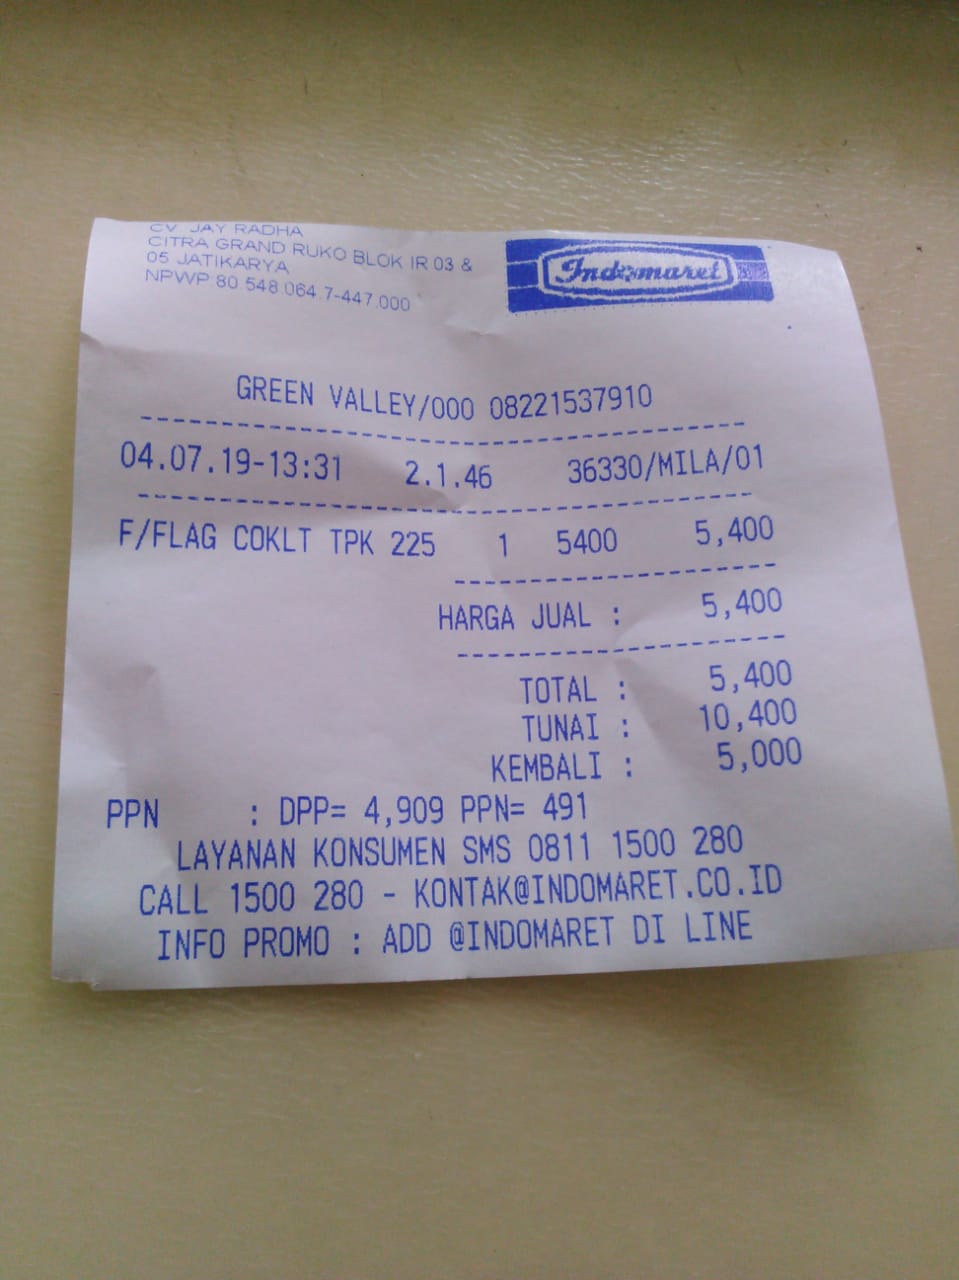 CV JAY RADHA
CITRA GRAND RUKO BLOK IR 03 &
05 JATIKARYA
NPWP 80.548.064.7-447.000
Indomaret
GREEN VALLEY/000 08221537910
04.07.19-13:31 2.1.46 36330/MILA/01
F/FLAG COKLT TPK 225 1 5400 5,400
HARGA JUAL : 5,400
TOTAL : 5,400
TUNAI : 10,400
KEMBALI : 5,000
PPN : DPP= 4,909 PPN= 491
LAYANAN KONSUMEN SMS 0811 1500 280
CALL 1500 280 - KONTAK@INDOMARET.CO.ID
INFO PROMO : ADD @INDOMARET DI LINE